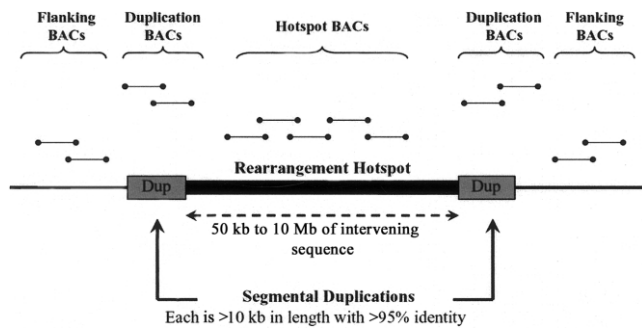 Flanking Duplication Hotspot BACs Duplication Flanking
BACs BACs BACs BACs
Rearrangement Hotspot
Dup Dup
50 kb to 10 Mb of intervening
sequence
Segmental Duplications
Each is >10 kb in length with >95% identity